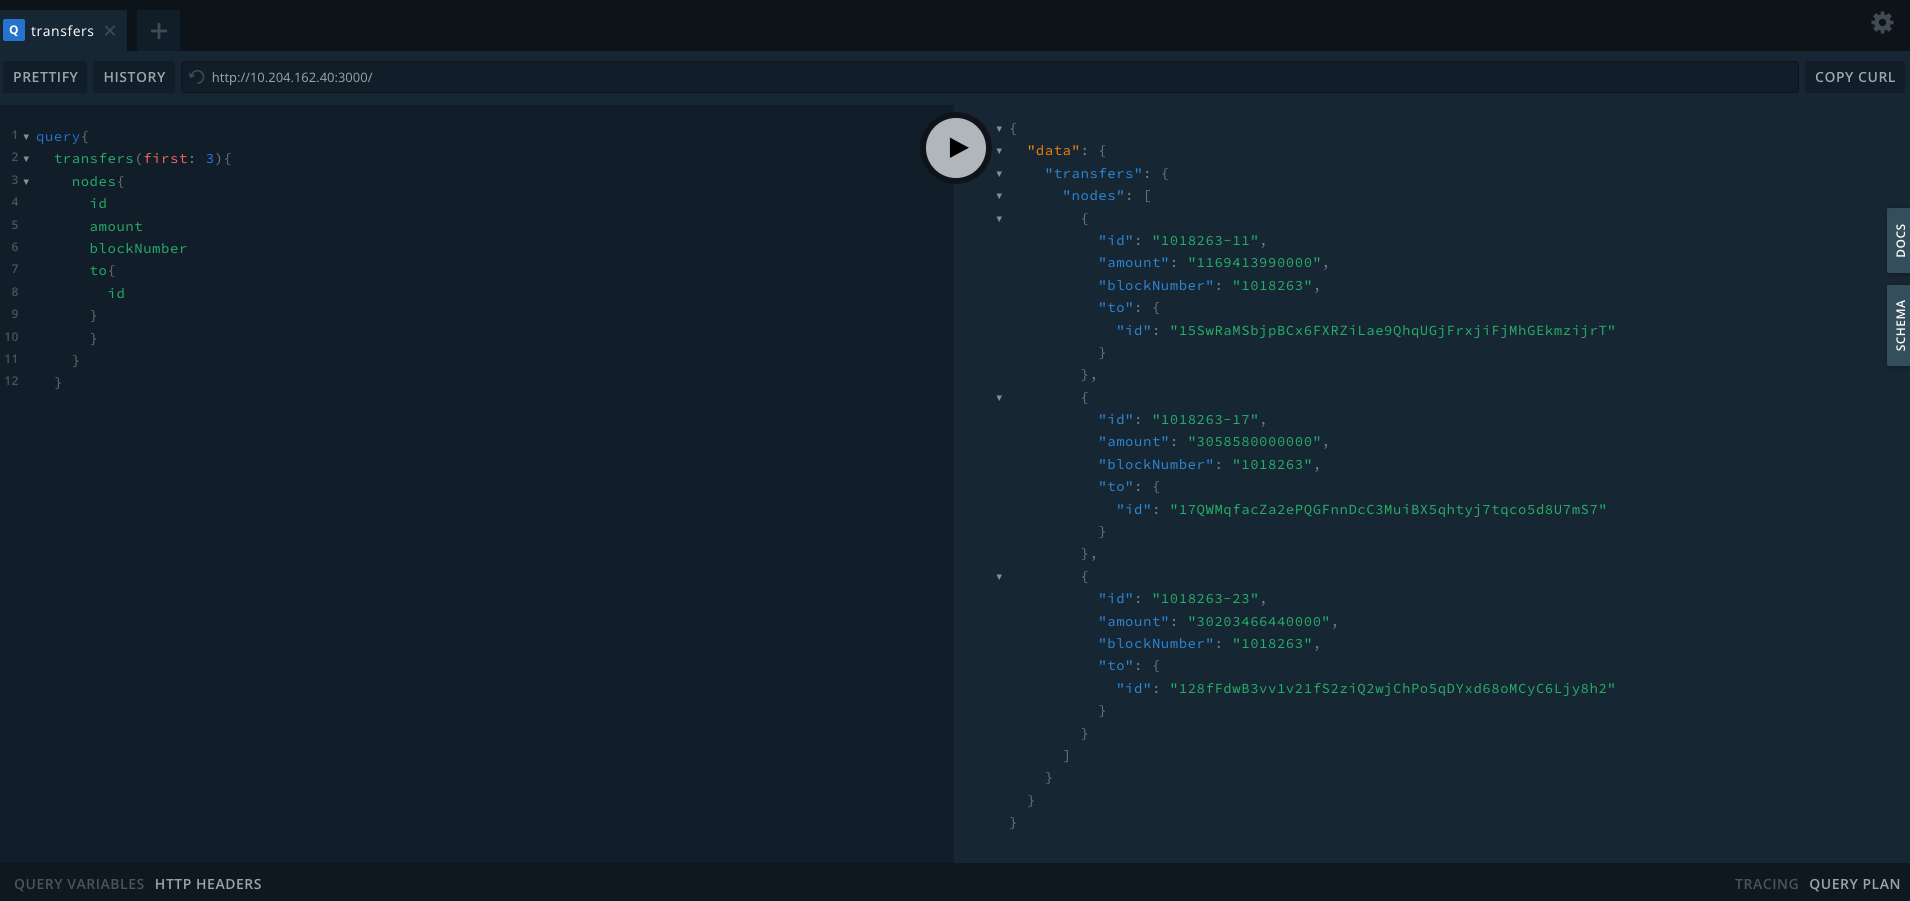 Q transfers
PRETTIFY HISTORY http://10.204.162.40:3000/ COPY CURL
1 query{
2 transfers(first: 3){
3 nodes{
4 id
5 amount
6 blockNumber
7 to{
8 id
9 }
10 }
11 }
12 }
{
"data": {
"transfers": {
"nodes": [
{
"id": "1018263-11",
"amount": "1169413990000",
"blockNumber": "1018263",
"to": {
"id": "15SwRaMSbjpBCx6FXRZiLae9QhqUGjFrxjiFjMhGEkmzijrT"
}
},
{
"id": "1018263-17",
"amount": "3058580000000",
"blockNumber": "1018263",
"to": {
"id": "17QWMqfacZa2ePQGFnnDcC3MuiBX5qhtyj7tqco5d8U7mS7"
}
},
{
"id": "1018263-23",
"amount": "30203466440000",
"blockNumber": "1018263",
"to": {
"id": "128fFdwB3vv1v21fS2ziQ2wjChPo5qDYxd68oMCyC6Ljy8h2"
}
}
]
}
}
}
DOCS
SCHEMA
QUERY VARIABLES HTTP HEADERS
TRACING QUERY PLAN